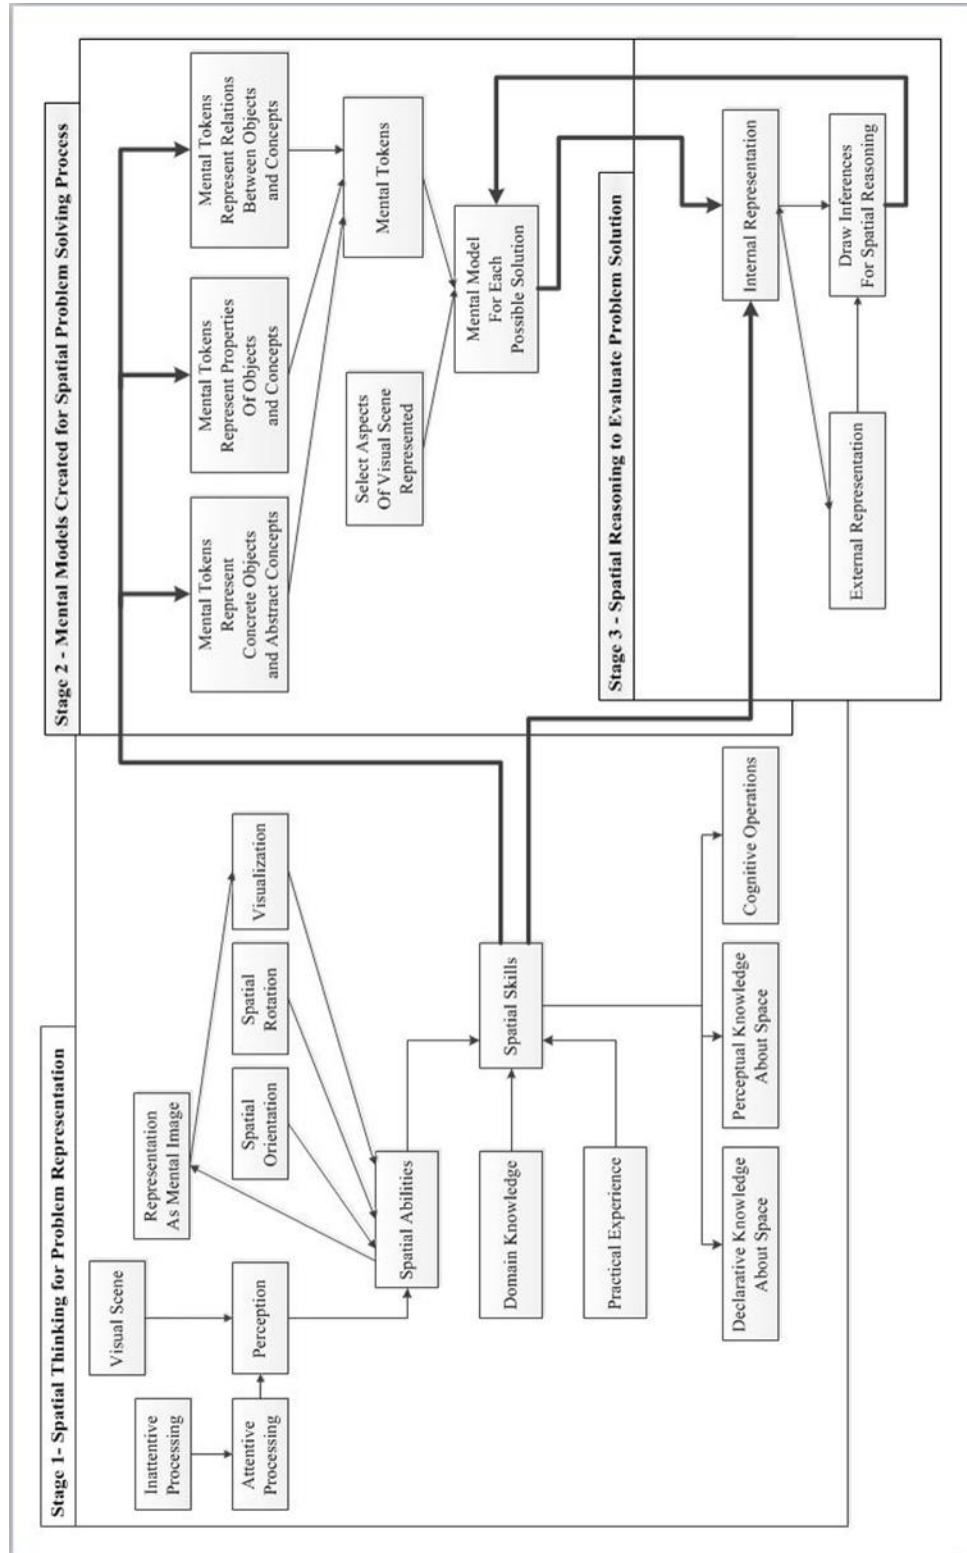 Stage 1- Spatial Thinking for Problem Representation
Visual Scene
Inattentive
Processing
Attentive
Processing
Perception
Representation
As Mental Image
Spatial
Orientation
Spatial
Rotation
Visualization
Spatial Abilities
Domain Knowledge
Spatial Skills
Practical Experience
Declarative Knowledge
About Space
Perceptual Knowledge
About Space
Cognitive Operations
Stage 2 - Mental Models Created for Spatial Problem Solving Process
Mental Tokens
Represent
Concrete Objects
and Abstract Concepts
Mental Tokens
Represent Properties
Of Objects
and Concepts
Mental Tokens
Represent Relations
Between Objects
and Concepts
Mental Tokens
Select Aspects
Of Visual Scene
Represented
Mental Model
For Each
Possible Solution
Stage 3 - Spatial Reasoning to Evaluate Problem Solution
Internal Representation
External Representation
Draw Inferences
For Spatial Reasoning